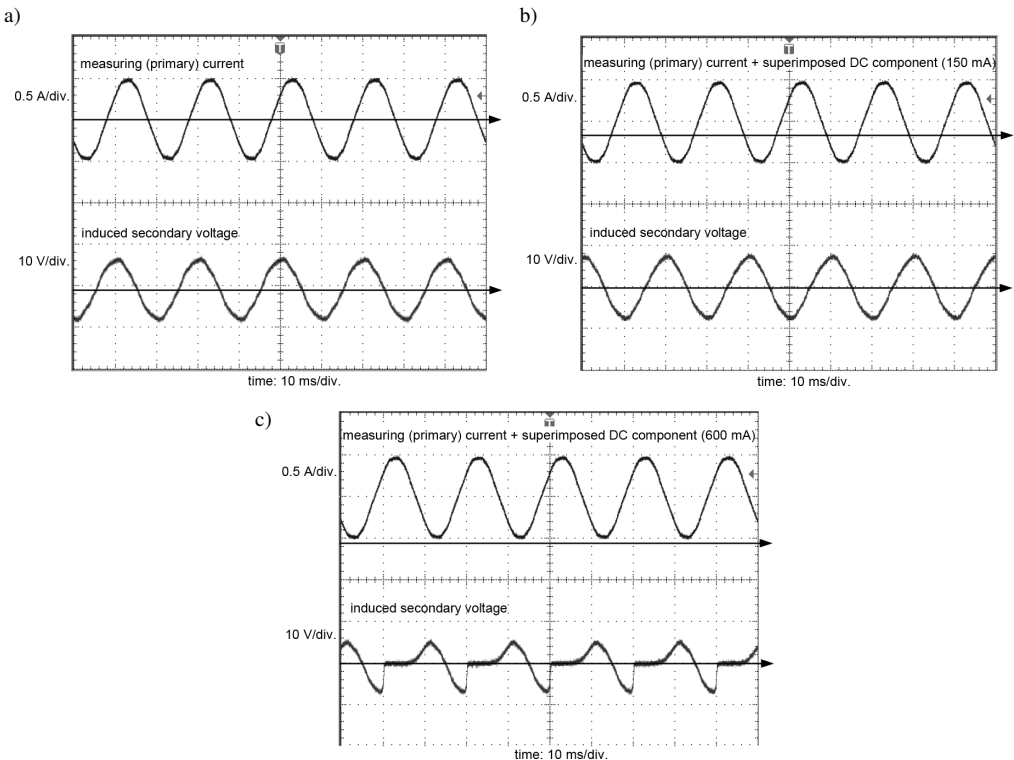 a)
T
measuring (primary) current
0.5 A/div.
induced secondary voltage
10 V/div.
time: 10 ms/div.
b)
T
measuring (primary) current + superimposed DC component (150 mA)
0.5 A/div.
induced secondary voltage
10 V/div.
time: 10 ms/div.
c)
T
measuring (primary) current + superimposed DC component (600 mA)
0.5 A/div.
induced secondary voltage
10 V/div.
time: 10 ms/div.